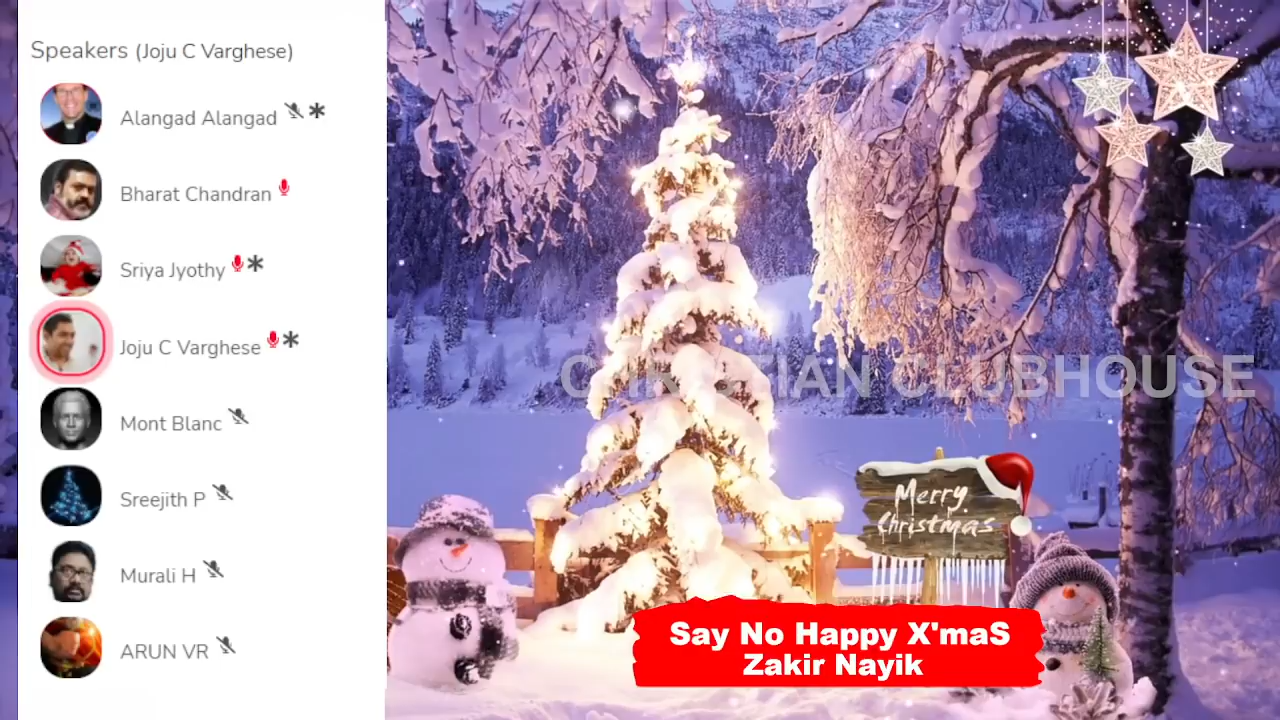 Speakers (Joju C Varghese)
Alangad Alangad
Bharat Chandran
Sriya Jyothy
Joju C Varghese
Mont Blanc
Sreejith P
Murali H
ARUN VR
CHRISTIAN CLUBHOUSE
Merry
Christmas
Say No Happy X'maS
Zakir Nayik